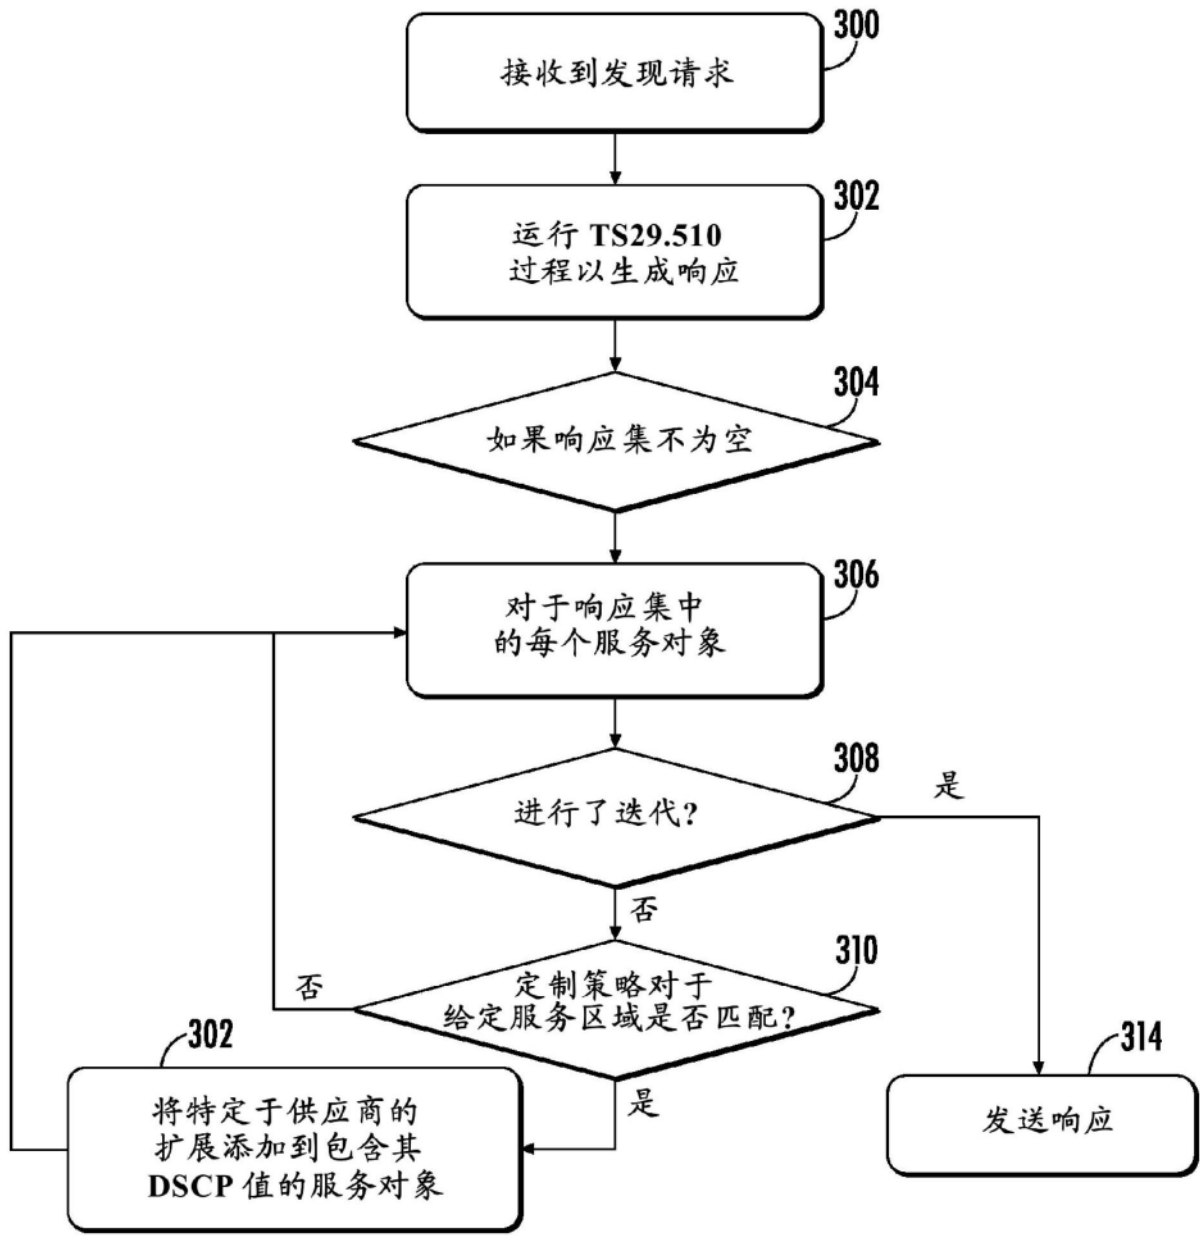 300
接收到发现请求
302
运行 TS29.510
过程以生成响应
304
如果响应集不为空
306
对于响应集中
的每个服务对象
308
进行了迭代?
是
否
310
定制策略对于
给定服务区域是否匹配?
否
是
302
将特定于供应商的
扩展添加到包含其
DSCP 值的服务对象
314
发送响应